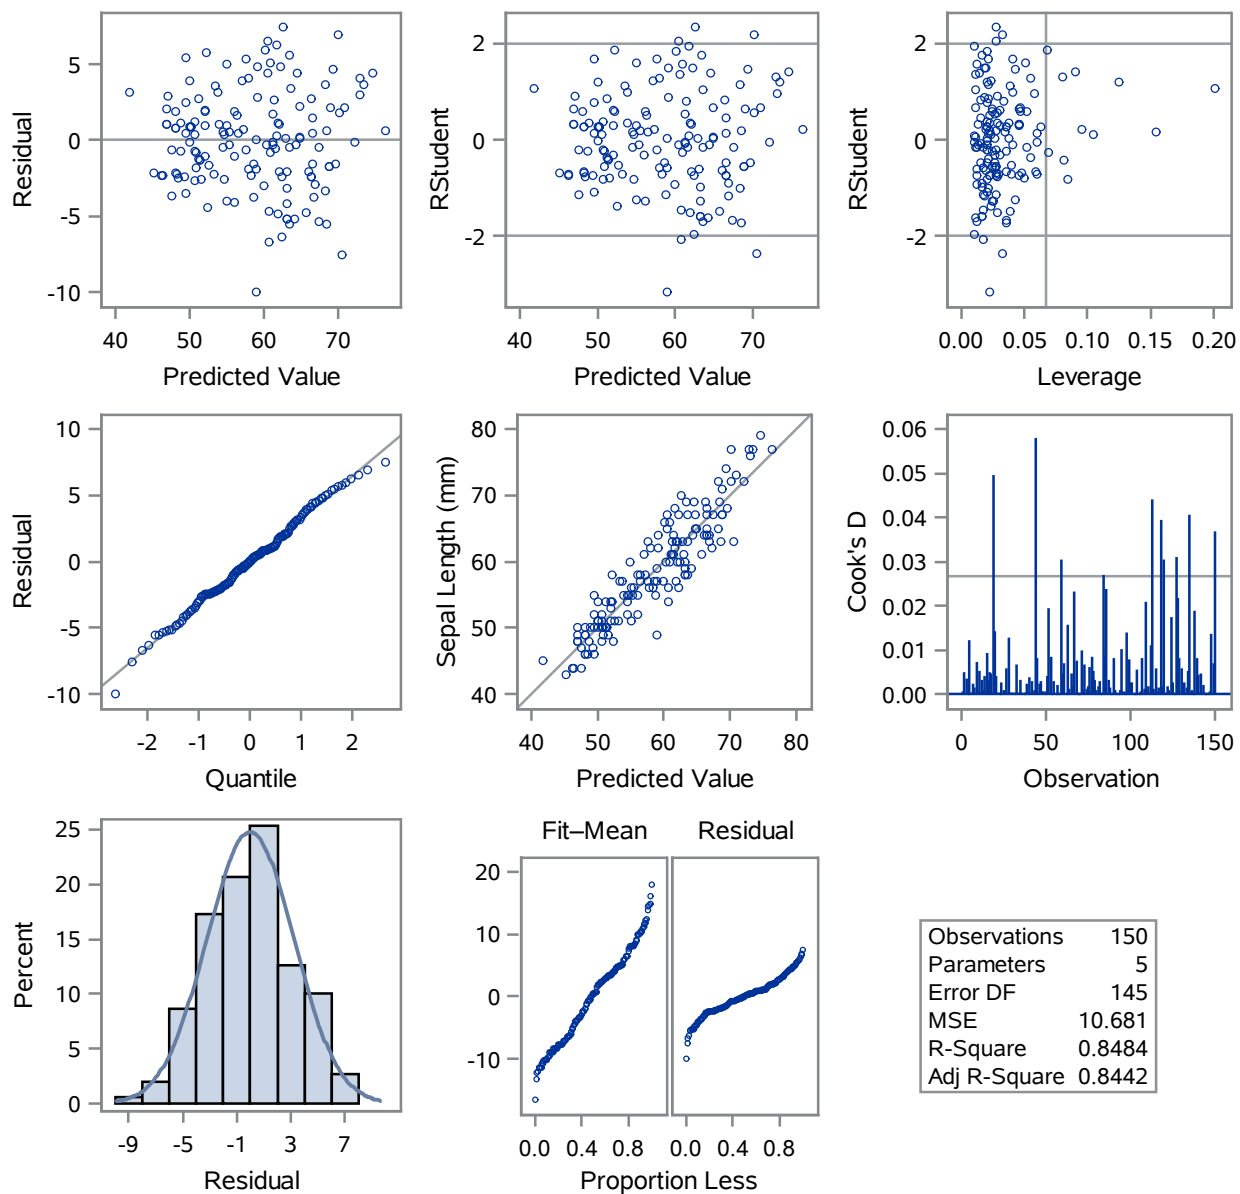 5
0
-5
-10
Residual
40 50 60 70
Predicted Value
2
0
-2
RStudent
40 50 60 70
Predicted Value
2
0
-2
RStudent
0.00 0.05 0.10 0.15 0.20
Leverage
10
5
0
-5
-10
Residual
-2 -1 0 1 2
Quantile
80
70
60
50
40
Sepal Length (mm)
40 50 60 70 80
Predicted Value
0.06
0.05
0.04
0.03
0.02
0.01
0.00
Cook's D
0 50 100 150
Observation
25
20
15
10
5
0
Percent
-9 -5 -1 3 7
Residual
Fit–Mean Residual
20
10
0
-10
0.0 0.4 0.8 0.0 0.4 0.8
Proportion Less
Observations 150
Parameters 5
Error DF 145
MSE 10.681
R-Square 0.8484
Adj R-Square 0.8442